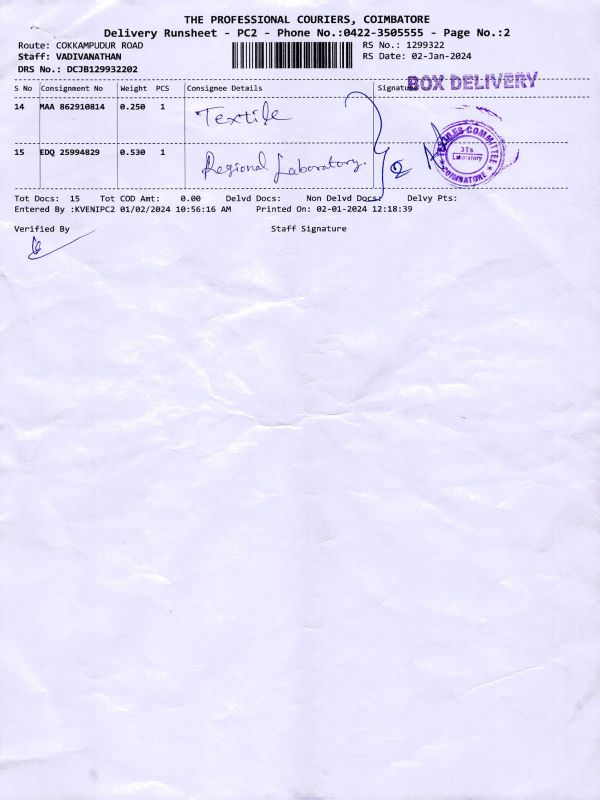 THE PROFESSIONAL COURIERS, COIMBATORE
Delivery Runsheet - PC2 - Phone No.:0422-3505555 - Page No.:2
Route: COKKAMPUDUR ROAD
RS No.: 1299322
Staff: VADIVANATHAN
RS Date: 02-Jan-2024
DRS No.: DCJB129932202
BOX DELIVERY
S No Consignment No Weight PCS Consignee Details Signature
14 MAA 862910814 0.250 1 Textile
15 EDQ 25994829 0.530 1 Regional Laboratory.
2
COMMITTEE
Laboratory
COIMBATORE
Tot Docs: 15 Tot COD Amt: 0.00 Delvd Docs: Non Delvd Docs: Delvy Pts:
Entered By :KVENIPC2 01/02/2024 10:56:16 AM Printed On: 02-01-2024 12:18:39
Verified By Staff Signature